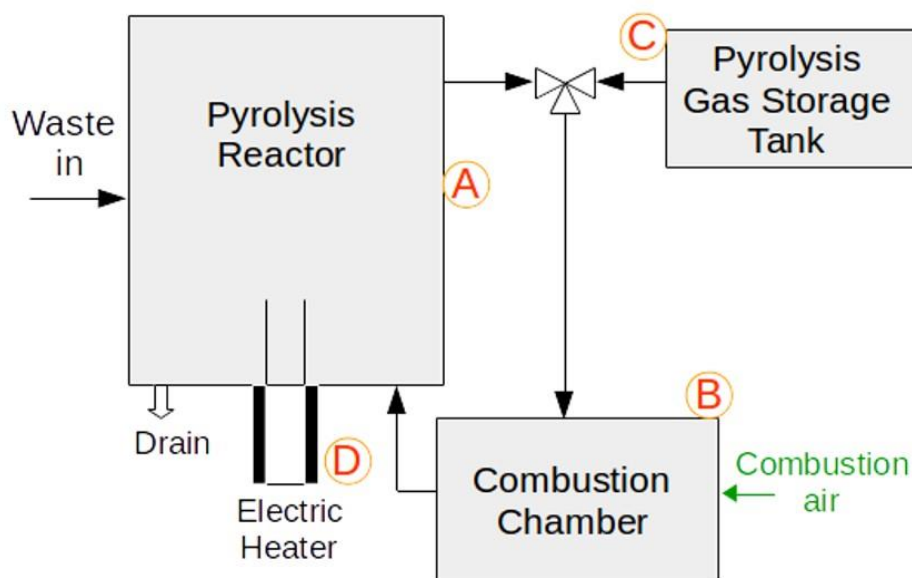 Pyrolysis
Reactor
Waste
in
A
C
Pyrolysis
Gas Storage
Tank
Drain
D
Electric
Heater
B
Combustion
Chamber
Combustion
air